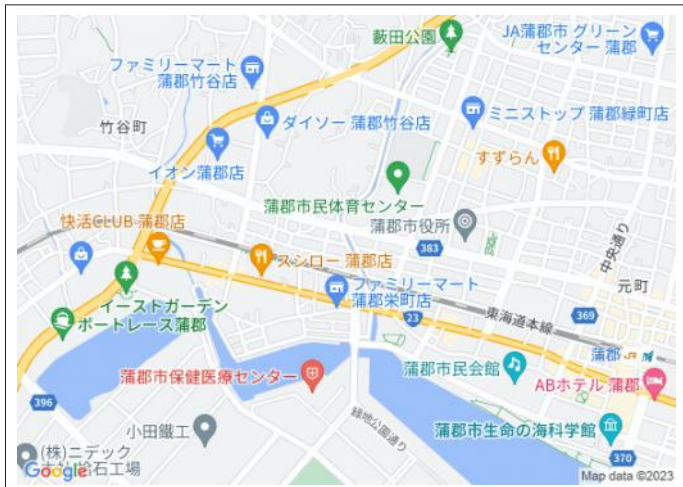 藪田公園
JA蒲郡市 グリーン
センター 蒲郡
ファミリーマート
蒲郡竹谷店
竹谷町
ダイソー 蒲郡竹谷店
ミニストップ 蒲郡緑町店
イオン蒲郡店
すずらん
蒲郡市民体育センター
快活CLUB 蒲郡店
蒲郡市役所
383
中央通り
スシロー 蒲郡店
元町
イーストガーデン
ボートレース蒲郡
ファミリーマート
蒲郡栄町店
23
東海道本線
369
蒲郡
蒲郡市保健医療センター
蒲郡市民会館
ABホテル 蒲郡
396
小田鐵工
緑地公園通り
蒲郡市生命の海科学館
(株)ニデック
370
Google
Map data ©2023